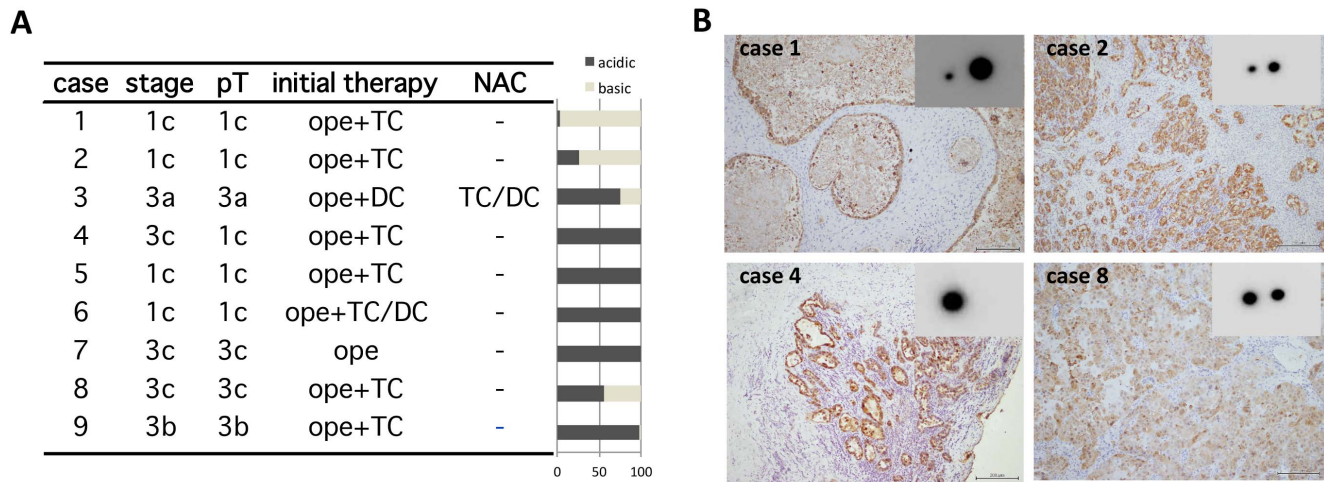 A
acidic
basic
case stage pT initial therapy NAC
1 1c 1c ope+TC -
2 1c 1c ope+TC -
3 3a 3a ope+DC TC/DC
4 3c 1c ope+TC -
5 1c 1c ope+TC -
6 1c 1c ope+TC/DC -
7 3c 3c ope -
8 3c 3c ope+TC -
9 3b 3b ope+TC -
0 50 100
B
case 1
case 2
case 4
case 8